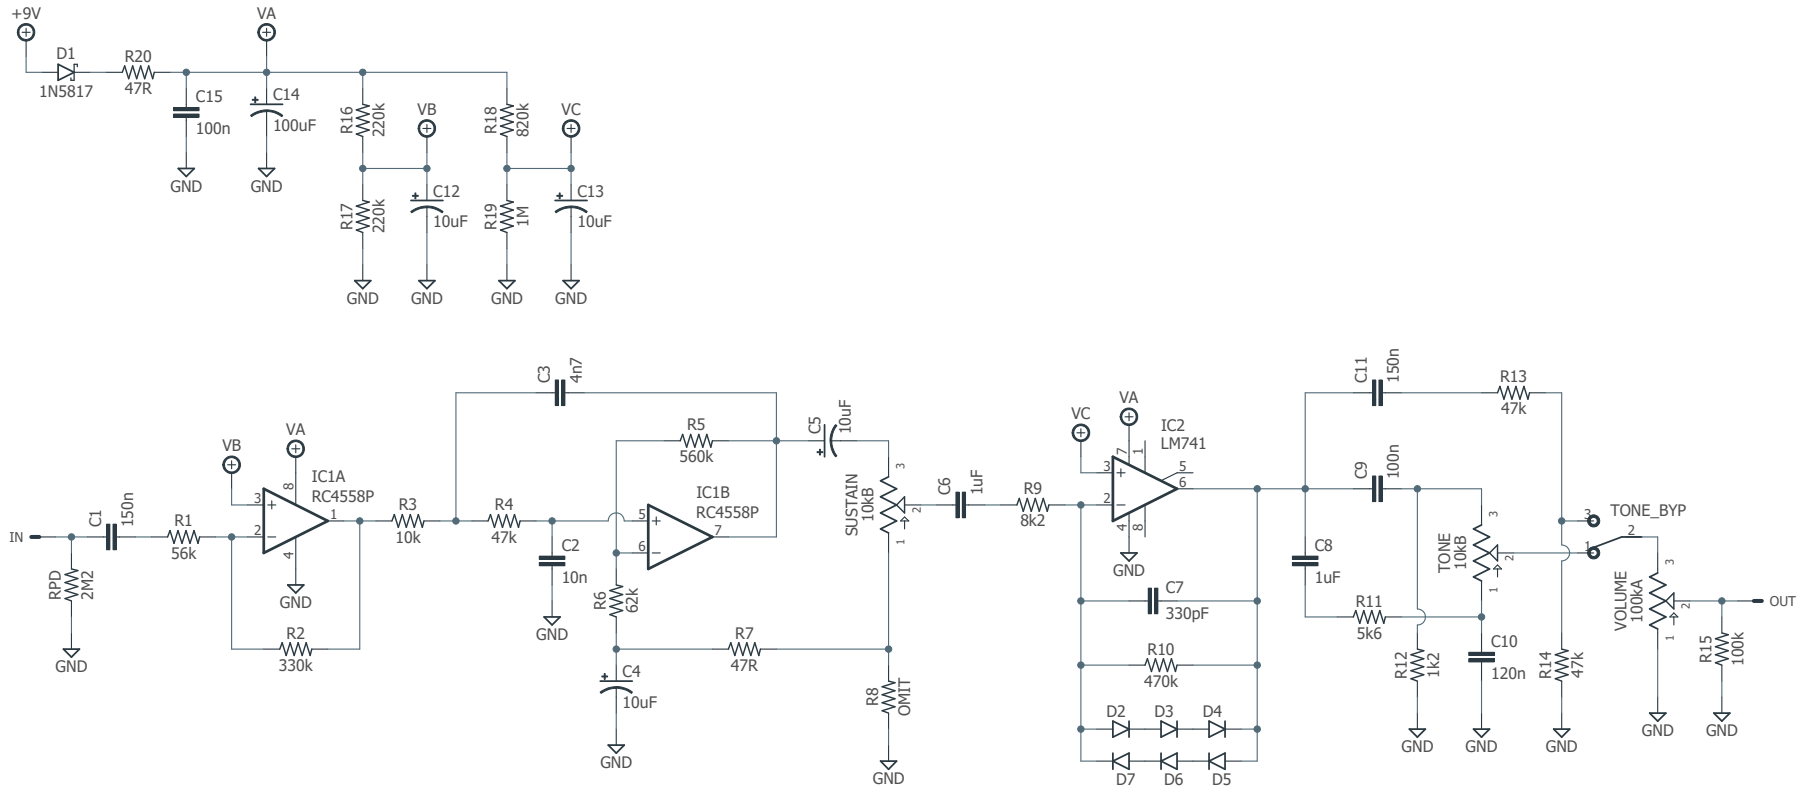 +9V
VA
D1
1N5817
R20
47R
C15
100n
C14
100uF
R16
220k
VB
R18
820k
VC
GND
GND
R17
220k
C12
10uF
R19
1M
C13
10uF
GND
GND
GND
GND
IN
RPD
2M2
GND
C1
150n
R1
56k
VB
VA
IC1A
RC4558P
3
2
8
1
4
+
−
GND
R2
330k
R3
10k
R4
47k
C3
4n7
R5
560k
C2
10n
GND
IC1B
RC4558P
5
6
7
+
−
R6
62k
R7
47R
C4
10uF
GND
C5
10uF
SUSTAIN
10kB
3
2
1
R8
OMIT
GND
C6
1uF
R9
8k2
VC
VA
IC2
LM741
3
2
7
1
5
6
4
8
+
−
GND
C7
330pF
R10
470k
D2
D3
D4
D7
D6
D5
C11
150n
R13
47k
C9
100n
C8
1uF
R11
5k6
R12
1k2
GND
TONE
10kB
3
2
1
C10
120n
GND
R14
47k
GND
TONE_BYP
3
1
2
VOLUME
100kA
3
2
1
GND
R15
100k
GND
OUT